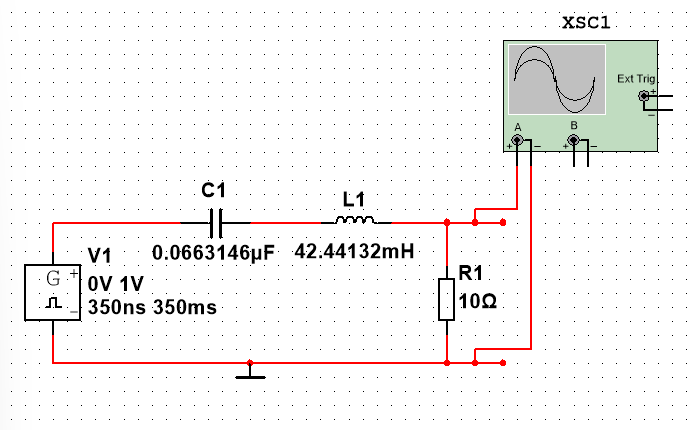 XSC1
Ext Trig
+
−
A
B
+
−
+
−
C1
0.0663146µF
L1
42.44132mH
V1
G
+
−
0V 1V
350ns 350ms
R1
10Ω